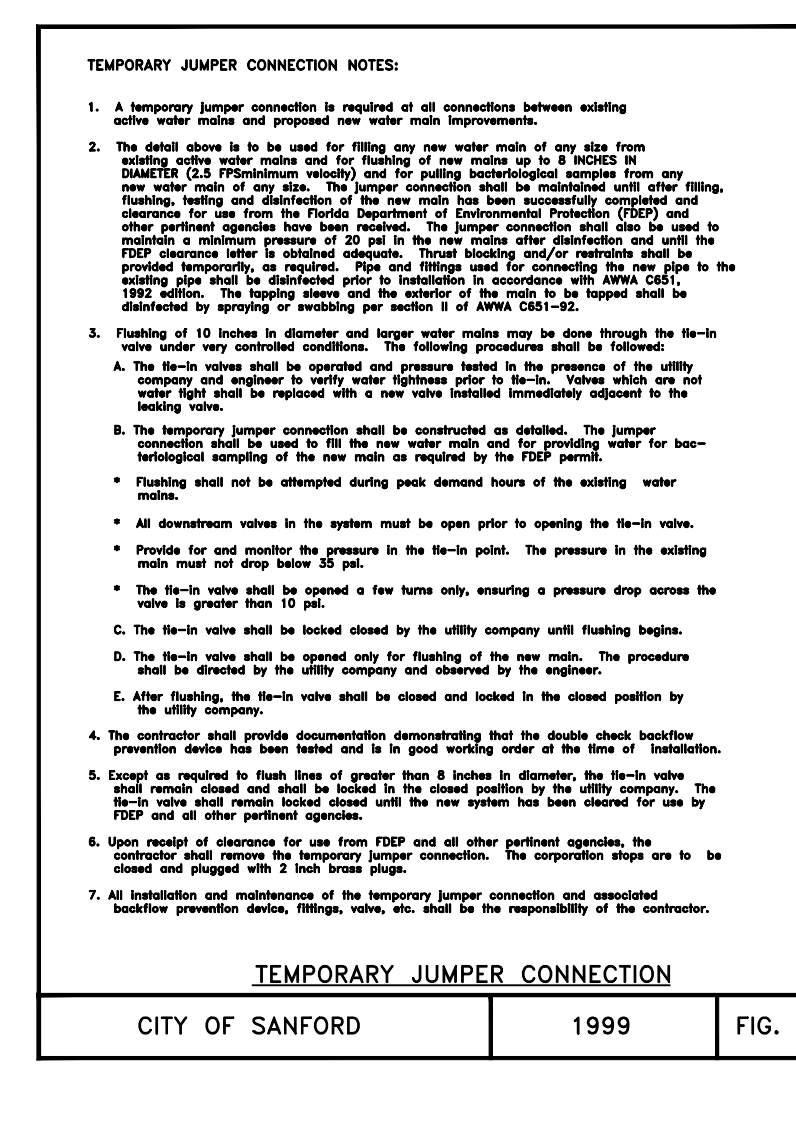 TEMPORARY JUMPER CONNECTION NOTES:
1. A temporary jumper connection is required at all connections between existing
active water mains and proposed new water main improvements.
2. The detail above is to be used for filling any new water main of any size from
existing active water mains and for flushing of new mains up to 8 INCHES IN
DIAMETER (2.5 FPSminimum velocity) and for pulling bacteriological samples from any
new water main of any size. The jumper connection shall be maintained until after filling,
flushing, testing and disinfection of the new main has been successfully completed and
clearance for use from the Florida Department of Environmental Protection (FDEP) and
other pertinent agencies have been received. The jumper connection shall also be used to
maintain a minimum pressure of 20 psi in the new mains after disinfection and until the
FDEP clearance letter is obtained adequate. Thrust blocking and/or restraints shall be
provided temporarily, as required. Pipe and fittings used for connecting the new pipe to the
existing pipe shall be disinfected prior to installation in accordance with AWWA C651,
1992 edition. The tapping sleeve and the exterior of the main to be tapped shall be
disinfected by spraying or swabbing per section II of AWWA C651-92.
3. Flushing of 10 inches in diameter and larger water mains may be done through the tie-in
valve under very controlled conditions. The following procedures shall be followed:
A. The tie-in valves shall be operated and pressure tested in the presence of the utility
company and engineer to verify water tightness prior to tie-in. Valves which are not
water tight shall be replaced with a new valve installed immediately adjacent to the
leaking valve.
B. The temporary jumper connection shall be constructed as detailed. The jumper
connection shall be used to fill the new water main and for providing water for bac-
teriological sampling of the new main as required by the FDEP permit.
* Flushing shall not be attempted during peak demand hours of the existing water
mains.
* All downstream valves in the system must be open prior to opening the tie-in valve.
* Provide for and monitor the pressure in the tie-in point. The pressure in the existing
main must not drop below 35 psi.
* The tie-in valve shall be opened a few turns only, ensuring a pressure drop across the
valve is greater than 10 psi.
C. The tie-in valve shall be locked closed by the utility company until flushing begins.
D. The tie-in valve shall be opened only for flushing of the new main. The procedure
shall be directed by the utility company and observed by the engineer.
E. After flushing, the tie-in valve shall be closed and locked in the closed position by
the utility company.
4. The contractor shall provide documentation demonstrating that the double check backflow
prevention device has been tested and is in good working order at the time of installation.
5. Except as required to flush lines of greater than 8 inches in diameter, the tie-in valve
shall remain closed and shall be locked in the closed position by the utility company. The
tie-in valve shall remain locked closed until the new system has been cleared for use by
FDEP and all other pertinent agencies.
6. Upon receipt of clearance for use from FDEP and all other pertinent agencies, the
contractor shall remove the temporary jumper connection. The corporation stops are to be
closed and plugged with 2 inch brass plugs.
7. All installation and maintenance of the temporary jumper connection and associated
backflow prevention device, fittings, valve, etc. shall be the responsibility of the contractor.
TEMPORARY JUMPER CONNECTION
CITY OF SANFORD
1999
FIG.